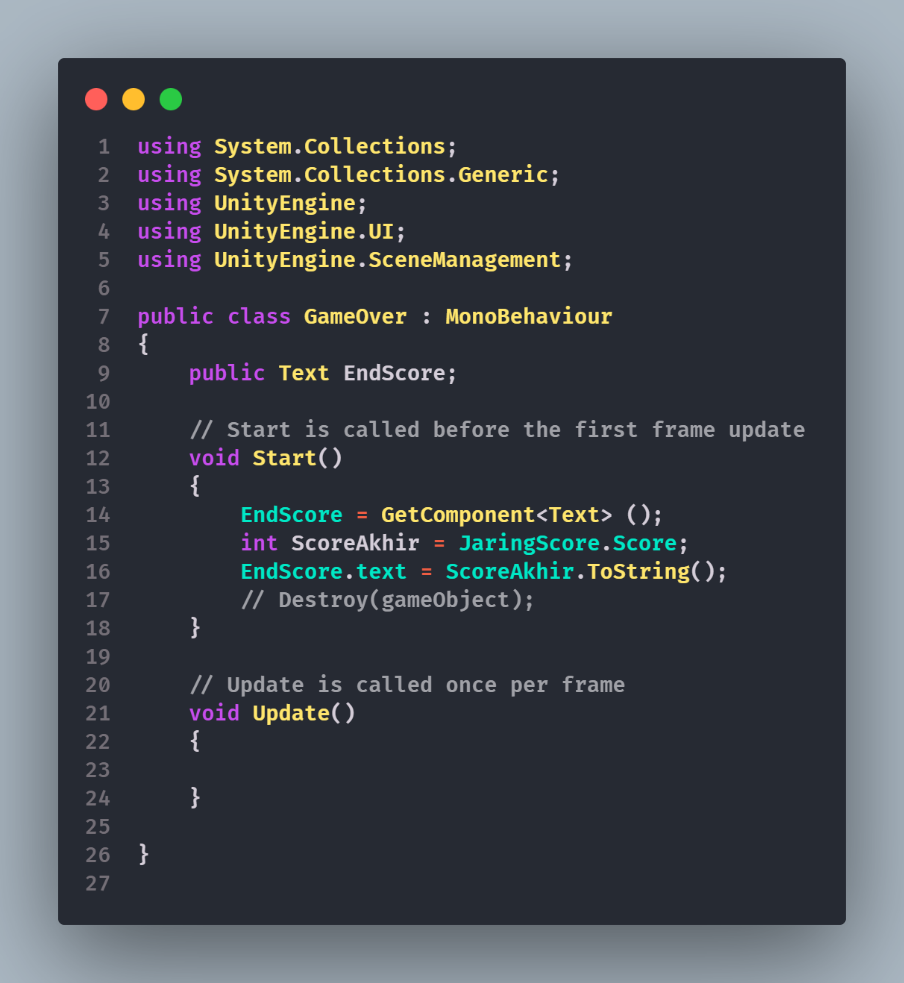 1 using System.Collections;
2 using System.Collections.Generic;
3 using UnityEngine;
4 using UnityEngine.UI;
5 using UnityEngine.SceneManagement;
6
7 public class GameOver : MonoBehaviour
8 {
9     public Text EndScore;
10
11     // Start is called before the first frame update
12     void Start()
13     {
14         EndScore = GetComponent<Text> ();
15         int ScoreAkhir = JaringScore.Score;
16         EndScore.text = ScoreAkhir.ToString();
17         // Destroy(gameObject);
18     }
19
20     // Update is called once per frame
21     void Update()
22     {
23
24     }
25
26 }
27